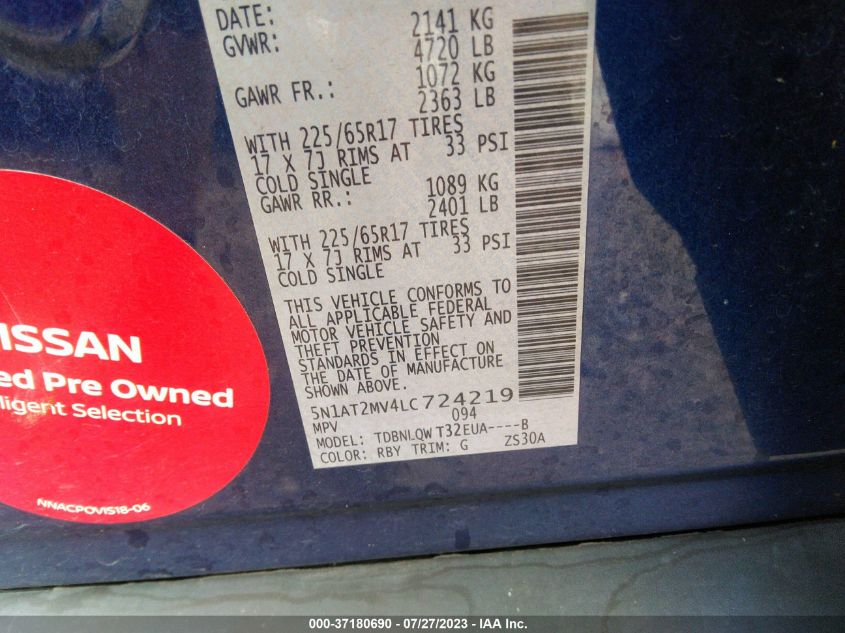 DATE: 2141 KG
GVWR: 4720 LB
1072 KG
GAWR FR.: 2363 LB
WITH 225/65R17 TIRES
17 X 7J RIMS AT 33 PSI
COLD SINGLE
1089 KG
GAWR RR.: 2401 LB
WITH 225/65R17 TIRES
17 X 7J RIMS AT 33 PSI
COLD SINGLE
THIS VEHICLE CONFORMS TO
ALL APPLICABLE FEDERAL
MOTOR VEHICLE SAFETY AND
THEFT PREVENTION
STANDARDS IN EFFECT ON
THE DATE OF MANUFACTURE
SHOWN ABOVE.
5N1AT2MV4LC724219
MPV 094
MODEL: TDBNLQWT32EUA----B
COLOR: RBY TRIM: G ZS30A
ISSAN
ed Pre Owned
lligent Selection
NNACPOVIS18-06
000-37180690 - 07/27/2023 - IAA Inc.